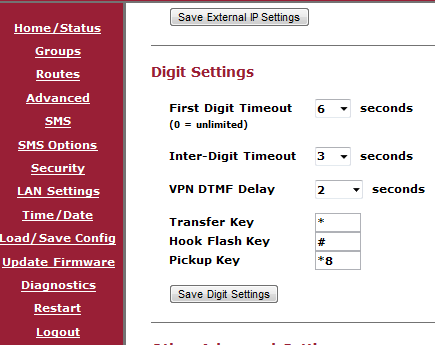 Save External IP Settings
Home/Status
Groups
Routes
Advanced
SMS
SMS Options
Security
LAN Settings
Time/Date
Load/Save Config
Update Firmware
Diagnostics
Restart
Logout
Digit Settings
First Digit Timeout 6 seconds
(0 = unlimited)
Inter-Digit Timeout 3 seconds
VPN DTMF Delay 2 seconds
Transfer Key *
Hook Flash Key #
Pickup Key *8
Save Digit Settings